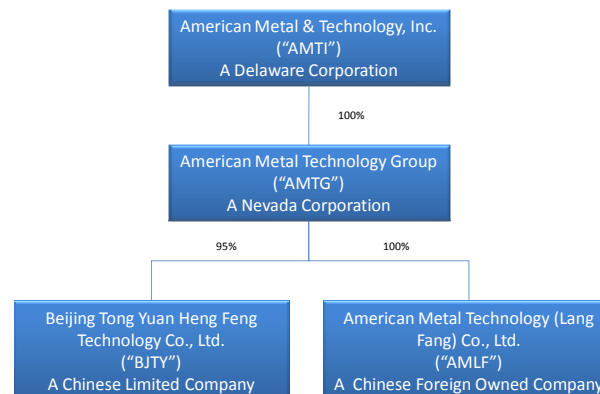 American Metal & Technology, Inc.
(“AMTI”)
A Delaware Corporation
100%
American Metal Technology Group
(“AMTG”)
A Nevada Corporation
95%
100%
Beijing Tong Yuan Heng Feng
Technology Co., Ltd.
(“BJTY”)
A Chinese Limited Company
American Metal Technology (Lang
Fang) Co., Ltd.
(“AMLF”)
A Chinese Foreign Owned Company